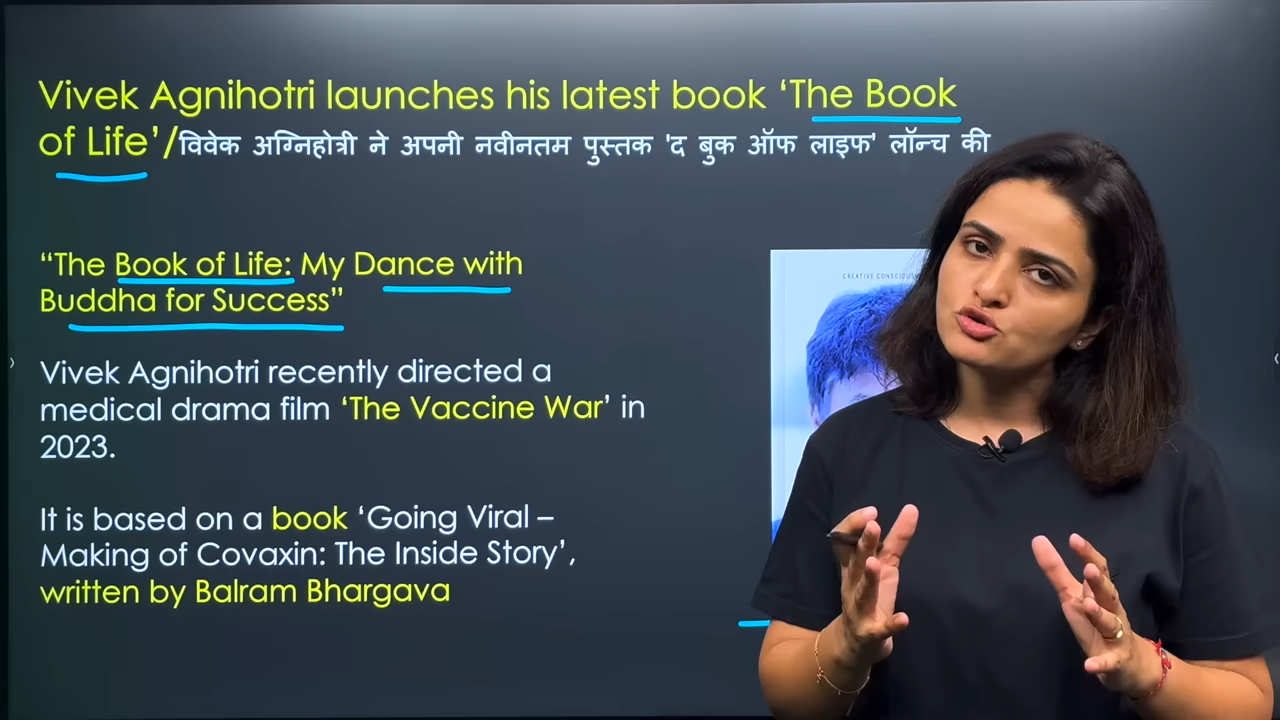 Vivek Agnihotri launches his latest book ‘The Book
of Life’/विवेक अग्निहोत्री ने अपनी नवीनतम पुस्तक 'द बुक ऑफ लाइफ' लॉन्च की
“The Book of Life: My Dance with
Buddha for Success”
CREATIVE
Vivek Agnihotri recently directed a
medical drama film ‘The Vaccine War’ in
2023.
It is based on a book ‘Going Viral –
Making of Covaxin: The Inside Story’,
written by Balram Bhargava